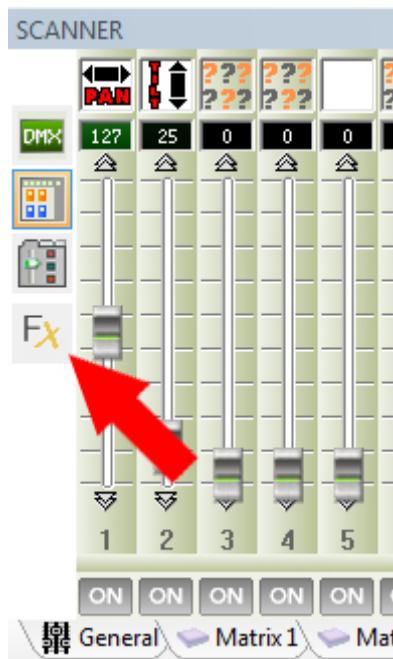 SCANNER
PAN ??? ???
TILT ??? ???
DMX 127 25 0 0 0
Fx
1 2 3 4 5
ON ON ON ON ON
General Matrix 1 Mat